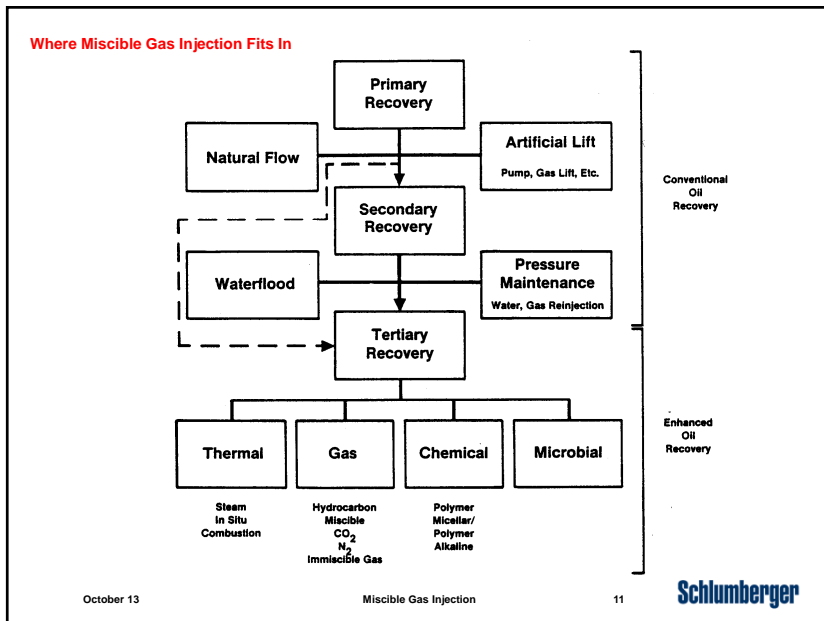 Where Miscible Gas Injection Fits In
Primary
Recovery
Natural Flow
Artificial Lift
Pump, Gas Lift, Etc.
Conventional
Oil
Recovery
Secondary
Recovery
Waterflood
Pressure
Maintenance
Water, Gas Reinjection
Tertiary
Recovery
Enhanced
Oil
Recovery
Thermal
Gas
Chemical
Microbial
Steam
In Situ
Combustion
Hydrocarbon
Miscible
CO2
N2
Immiscible Gas
Polymer
Micellar/
Polymer
Alkaline
October 13
Miscible Gas Injection
11
Schlumberger